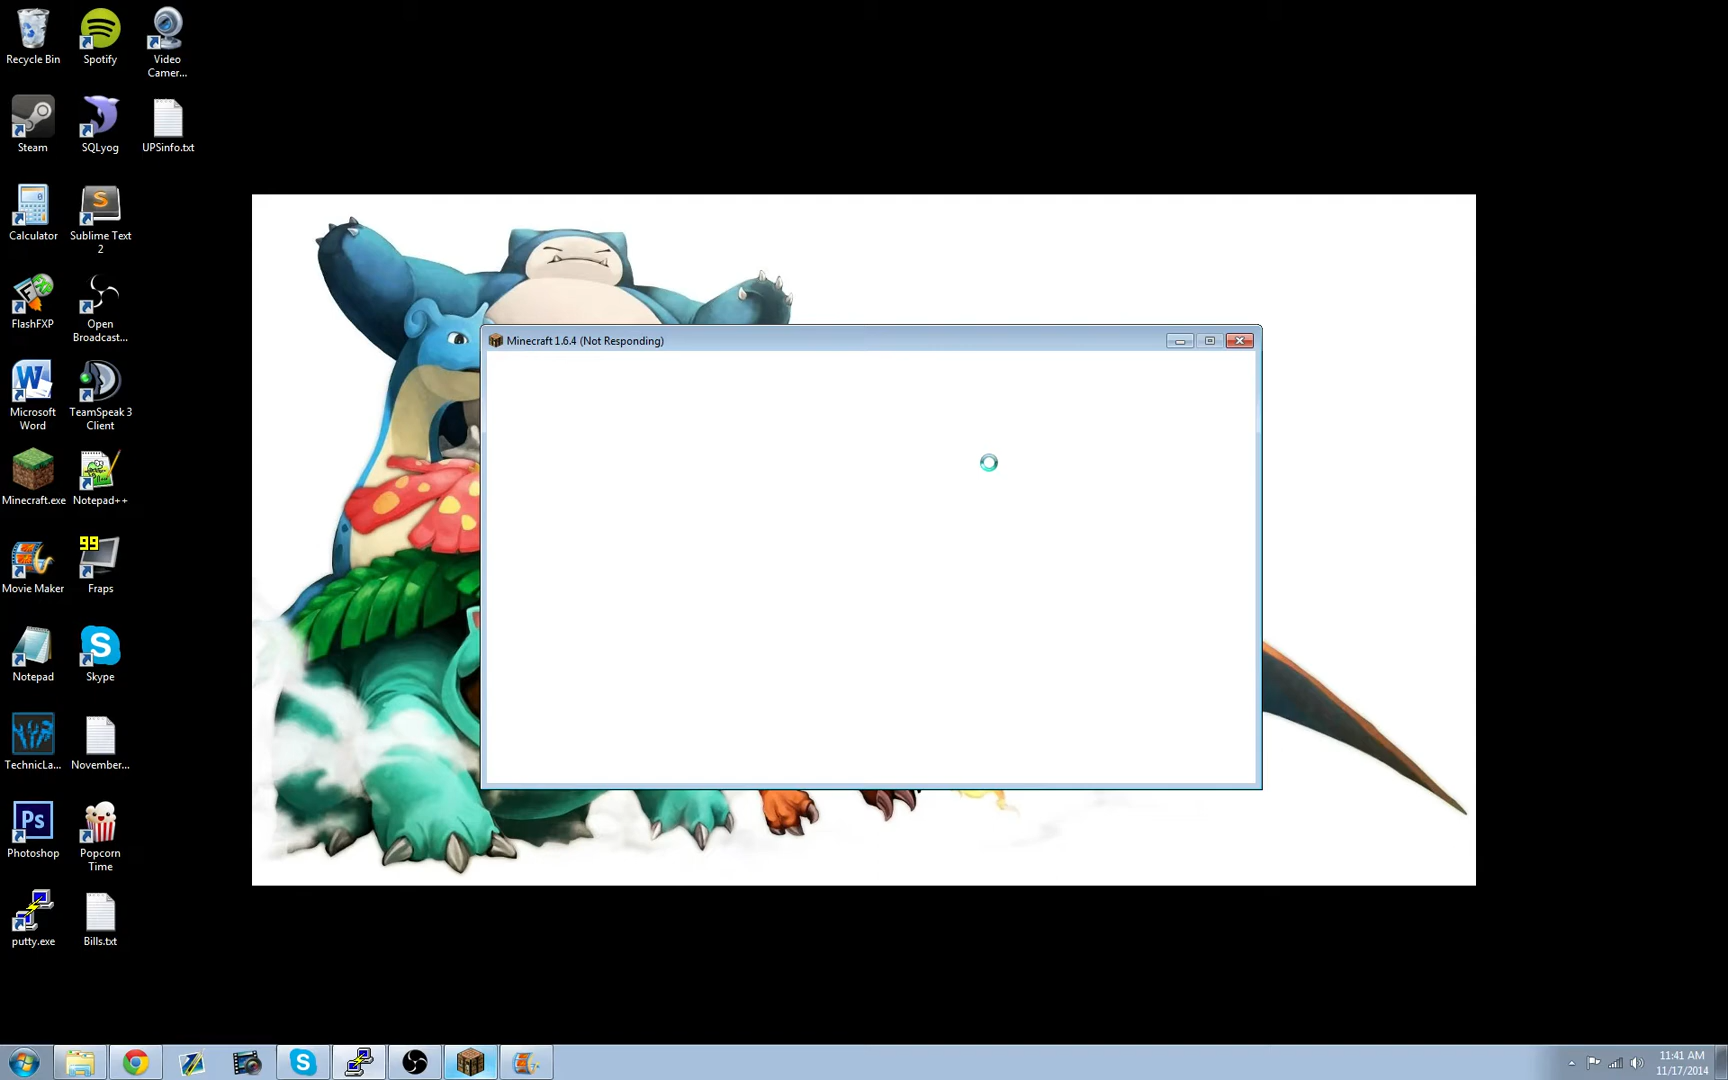 Recycle Bin
Spotify
Video
Camer...
Steam
SQLyog
UPSinfo.txt
Calculator
Sublime Text
2
FlashFXP
Open
Broadcast...
Microsoft
Word
TeamSpeak 3
Client
Minecraft.exe
Notepad++
Movie Maker
99
Fraps
Notepad
Skype
TechnicLa...
November...
Ps
Photoshop
Popcorn
Time
putty.exe
Bills.txt
Minecraft 1.6.4 (Not Responding)
11:41 AM
11/17/2014